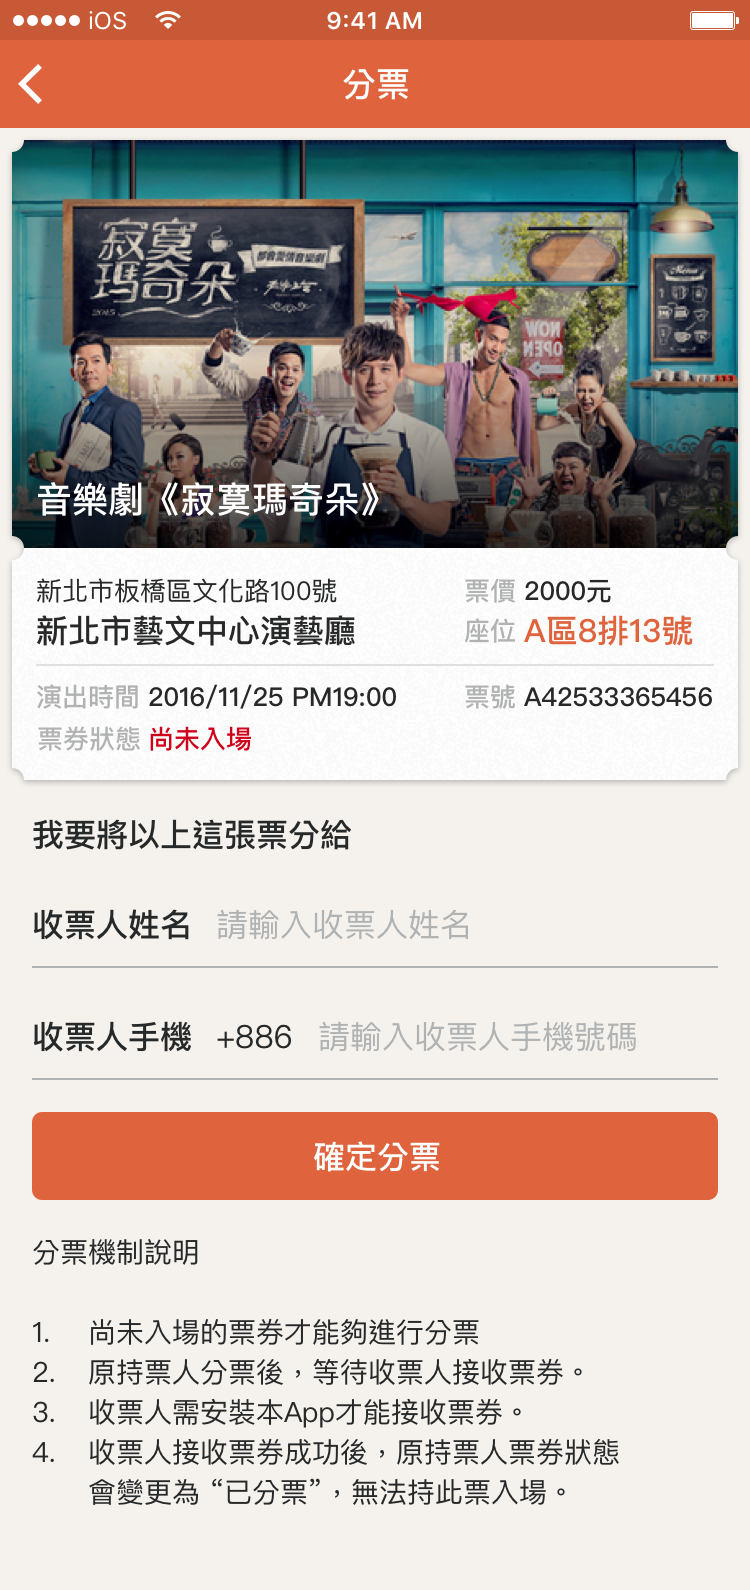 iOS 9:41 AM
分票
寂寞
瑪奇朵
都會愛情音樂劇
2015
Menu
NOW
OPEN
音樂劇《寂寞瑪奇朵》
新北市板橋區文化路100號 票價 2000元
新北市藝文中心演藝廳 座位 A區8排13號
演出時間 2016/11/25 PM19:00 票號 A42533365456
票券狀態 尚未入場
我要將以上這張票分給
收票人姓名 請輸入收票人姓名
收票人手機 +886 請輸入收票人手機號碼
確定分票
分票機制說明
1. 尚未入場的票券才能夠進行分票
2. 原持票人分票後，等待收票人接收票券。
3. 收票人需安裝本App才能接收票券。
4. 收票人接收票券成功後，原持票人票券狀態
會變更為 “已分票”，無法持此票入場。